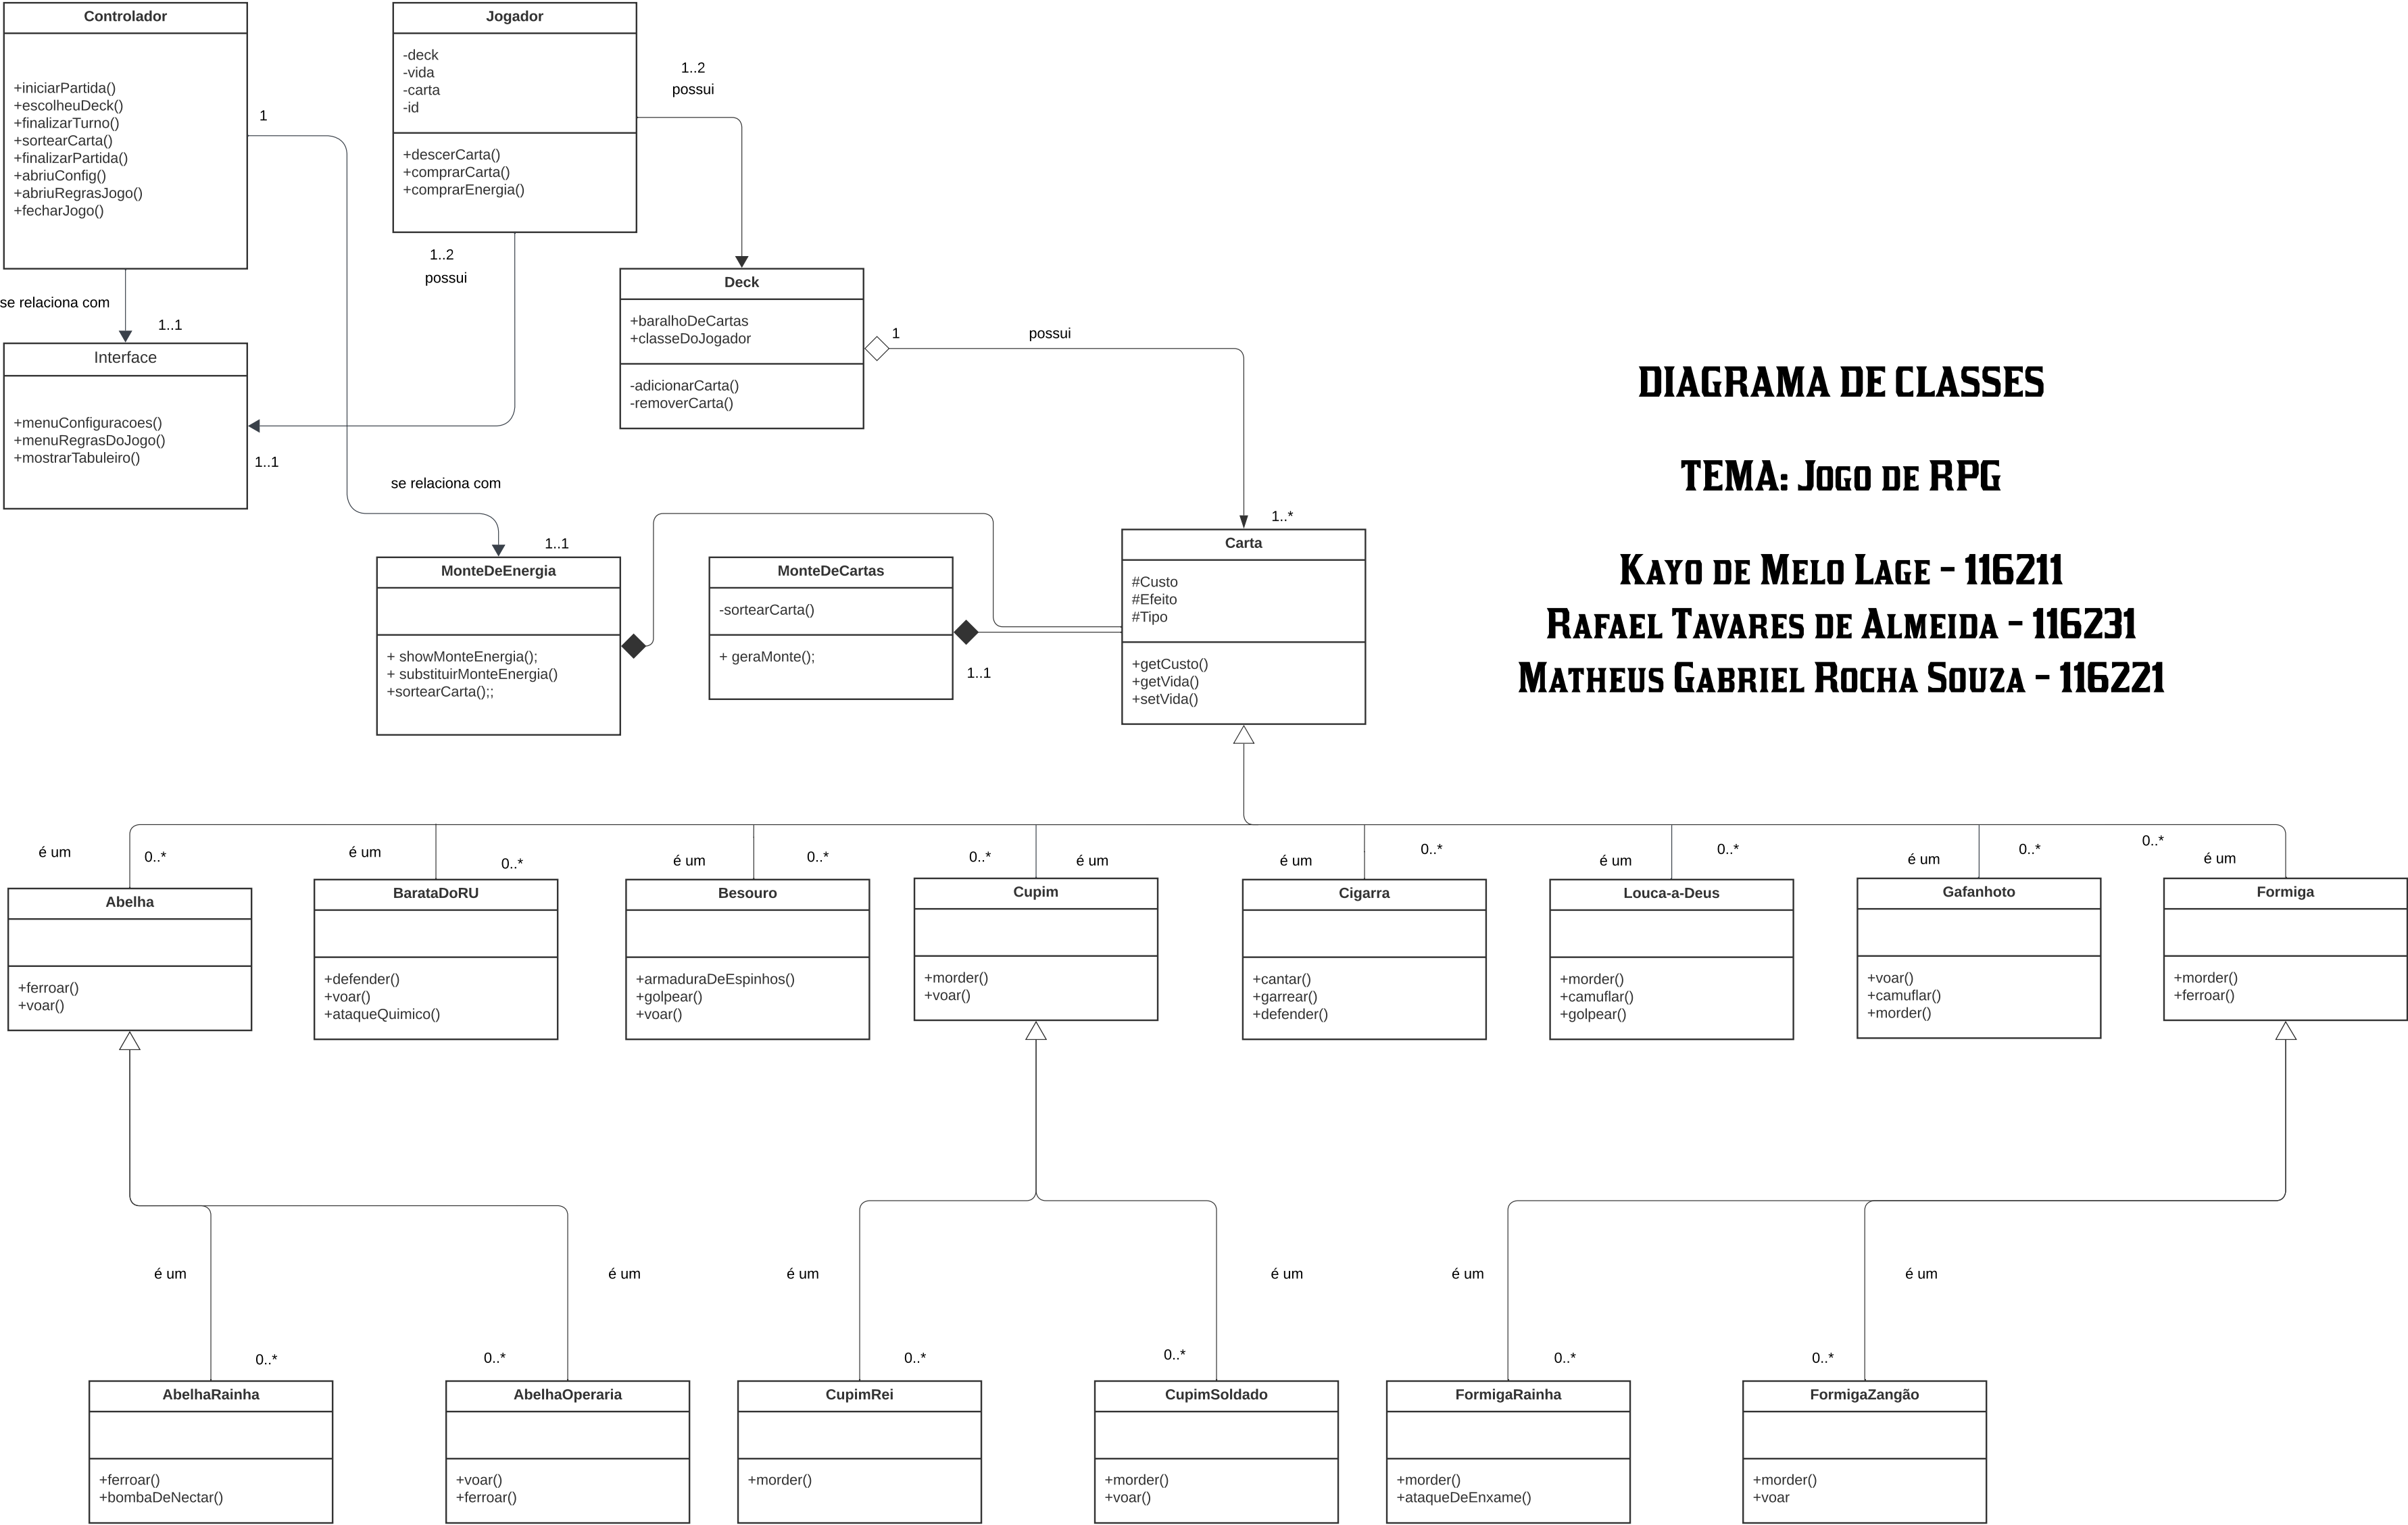 Controlador
+iniciarPartida()
+escolheuDeck()
+finalizarTurno()
+sortearCarta()
+finalizarPartida()
+abriuConfig()
+abriuRegrasJogo()
+fecharJogo()
1
Jogador
-deck
-vida
-carta
-id
+descerCarta()
+comprarCarta()
+comprarEnergia()
1..2
possui
1..2
possui
se relaciona com
1..1
Interface
+menuConfiguracoes()
+menuRegrasDoJogo()
+mostrarTabuleiro()
1..1
Deck
+baralhoDeCartas
+classeDoJogador
-adicionarCarta()
-removerCarta()
1
possui
1..*
DIAGRAMA DE CLASSES
TEMA: Jogo de RPG
Kayo de Melo Lage - 116211
Rafael Tavares de Almeida - 116231
Matheus Gabriel Rocha Souza - 116221
se relaciona com
1..1
MonteDeEnergia
+ showMonteEnergia();
+ substituirMonteEnergia()
+sortearCarta();;
MonteDeCartas
-sortearCarta()
+ geraMonte();
1..1
Carta
#Custo
#Efeito
#Tipo
+getCusto()
+getVida()
+setVida()
é um
0..*
Abelha
+ferroar()
+voar()
é um
0..*
BarataDoRU
+defender()
+voar()
+ataqueQuimico()
é um
0..*
Besouro
+armaduraDeEspinhos()
+golpear()
+voar()
0..*
é um
Cupim
+morder()
+voar()
é um
0..*
Cigarra
+cantar()
+garrear()
+defender()
é um
0..*
Louca-a-Deus
+morder()
+camuflar()
+golpear()
é um
0..*
Gafanhoto
+voar()
+camuflar()
+morder()
0..*
é um
Formiga
+morder()
+ferroar()
é um
0..*
AbelhaRainha
+ferroar()
+bombaDeNectar()
é um
0..*
AbelhaOperaria
+voar()
+ferroar()
é um
0..*
CupimRei
+morder()
é um
0..*
CupimSoldado
+morder()
+voar()
é um
0..*
FormigaRainha
+morder()
+ataqueDeEnxame()
é um
0..*
FormigaZangão
+morder()
+voar